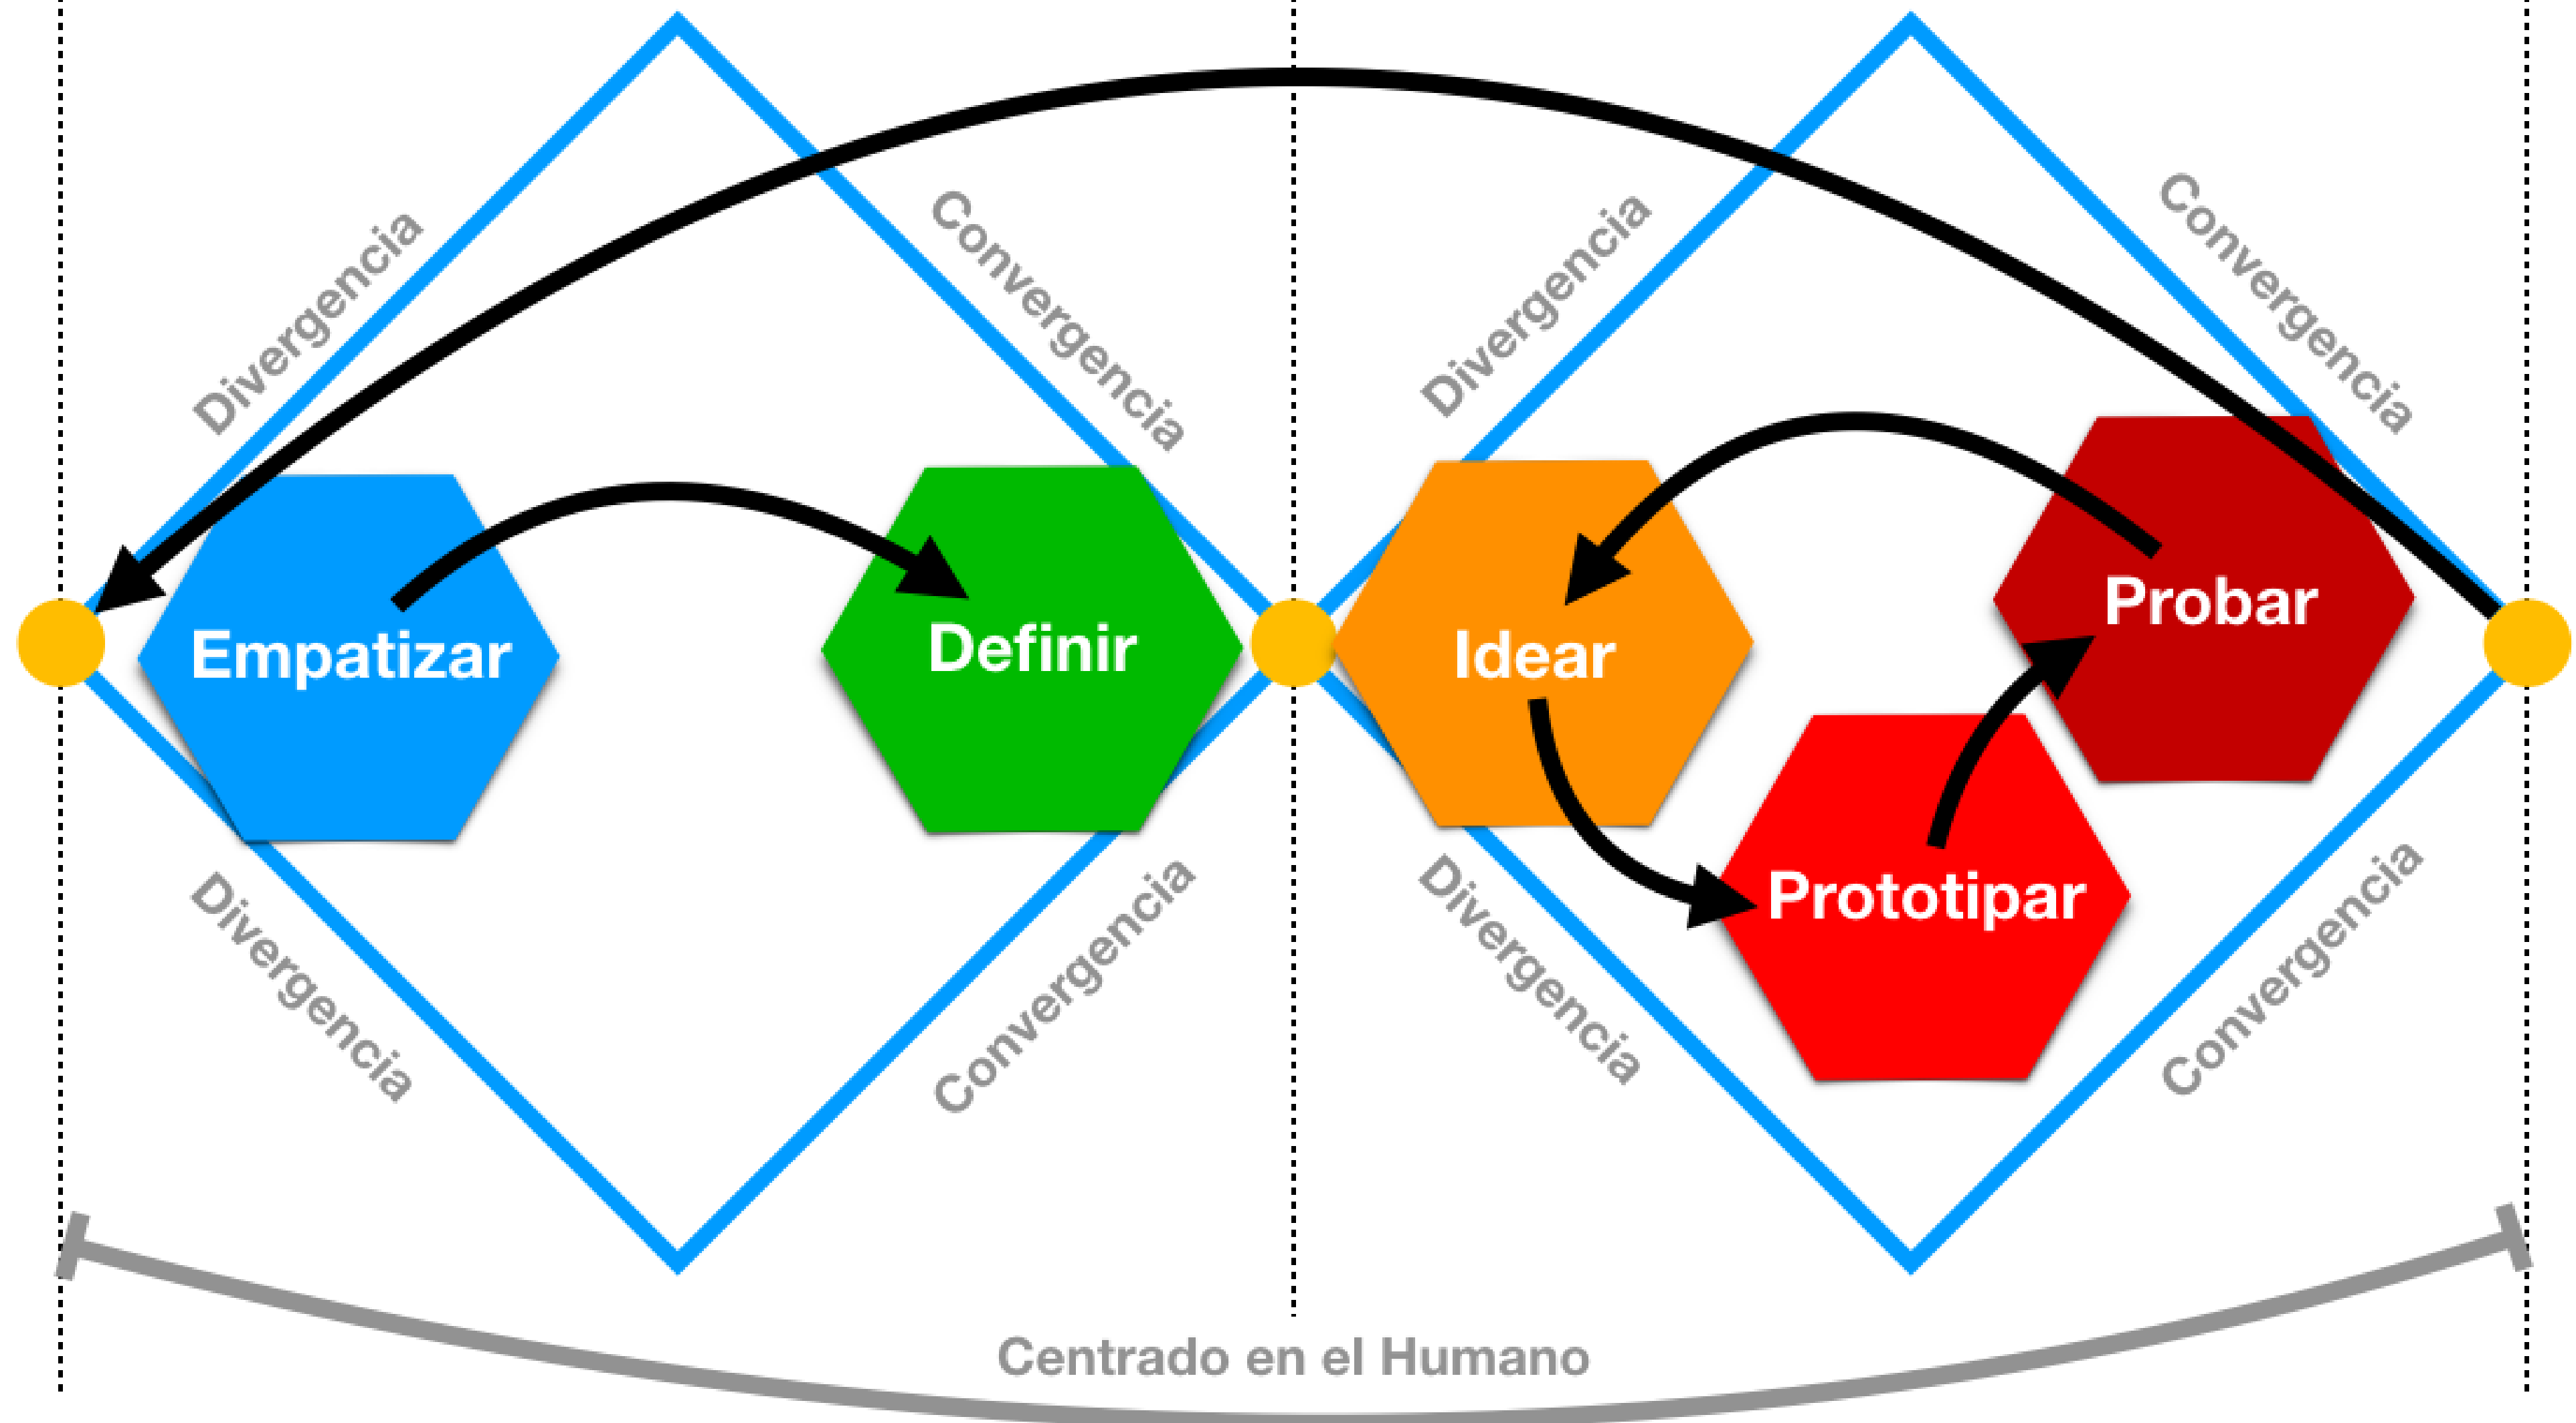 Divergencia
Convergencia
Divergencia
Convergencia
Empatizar
Definir
Idear
Probar
Prototipar
Divergencia
Convergencia
Divergencia
Convergencia
Centrado en el Humano